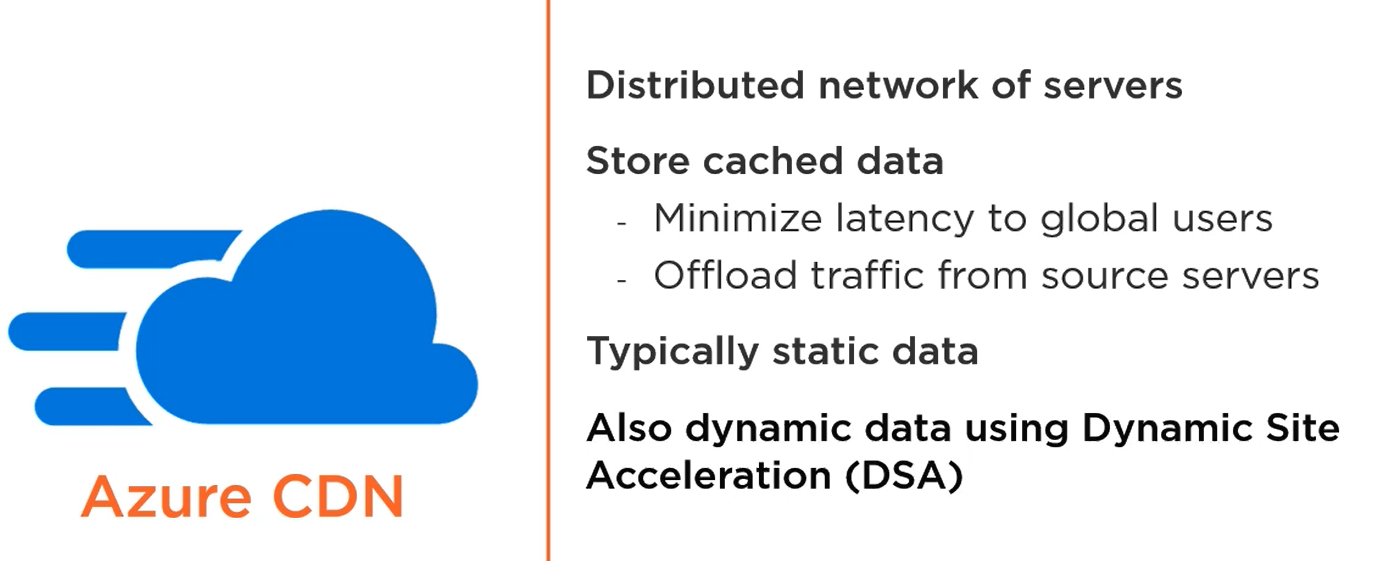 Distributed network of servers
Store cached data
- Minimize latency to global users
- Offload traffic from source servers
Typically static data
Also dynamic data using Dynamic Site
Acceleration (DSA)
Azure CDN